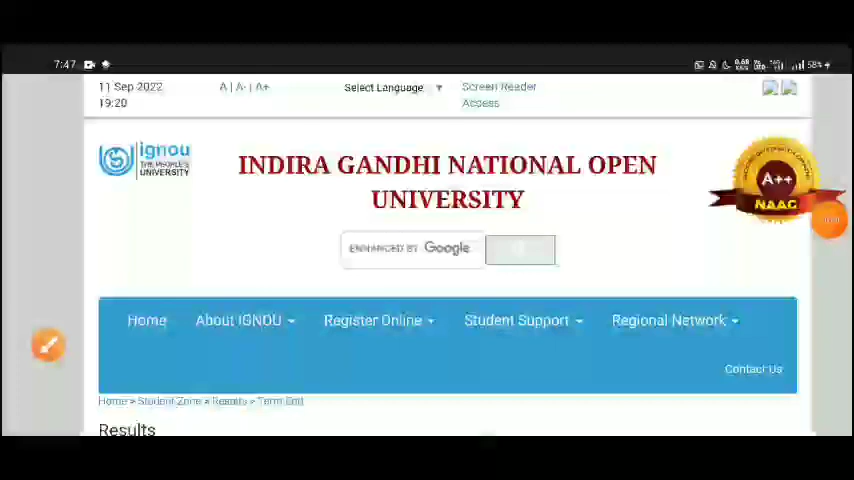 7:47
58%
11 Sep 2022
A | A- | A+
Select Language ▼
Screen Reader
19:20
Access
ignou
THE PEOPLE'S
UNIVERSITY
INDIRA GANDHI NATIONAL OPEN
UNIVERSITY
A++
NAAC
ENHANCED BY Google
Home
About IGNOU
Register Online
Student Support
Regional Network
Contact Us
Home » Student Zone » Results » Term End
Results